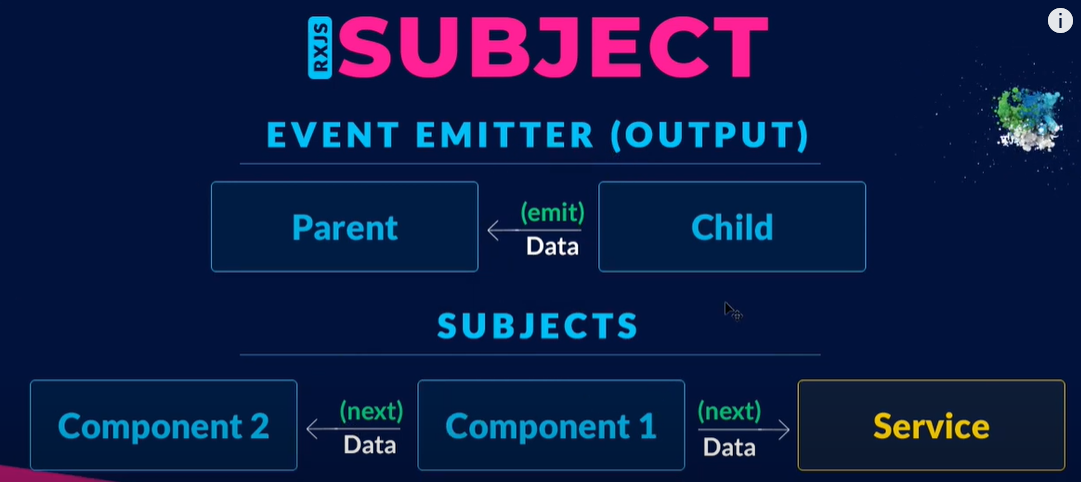 RXJS SUBJECT
i
EVENT EMITTER (OUTPUT)
Parent (emit) Data Child
SUBJECTS
Component 2 (next) Data Component 1 (next) Data Service